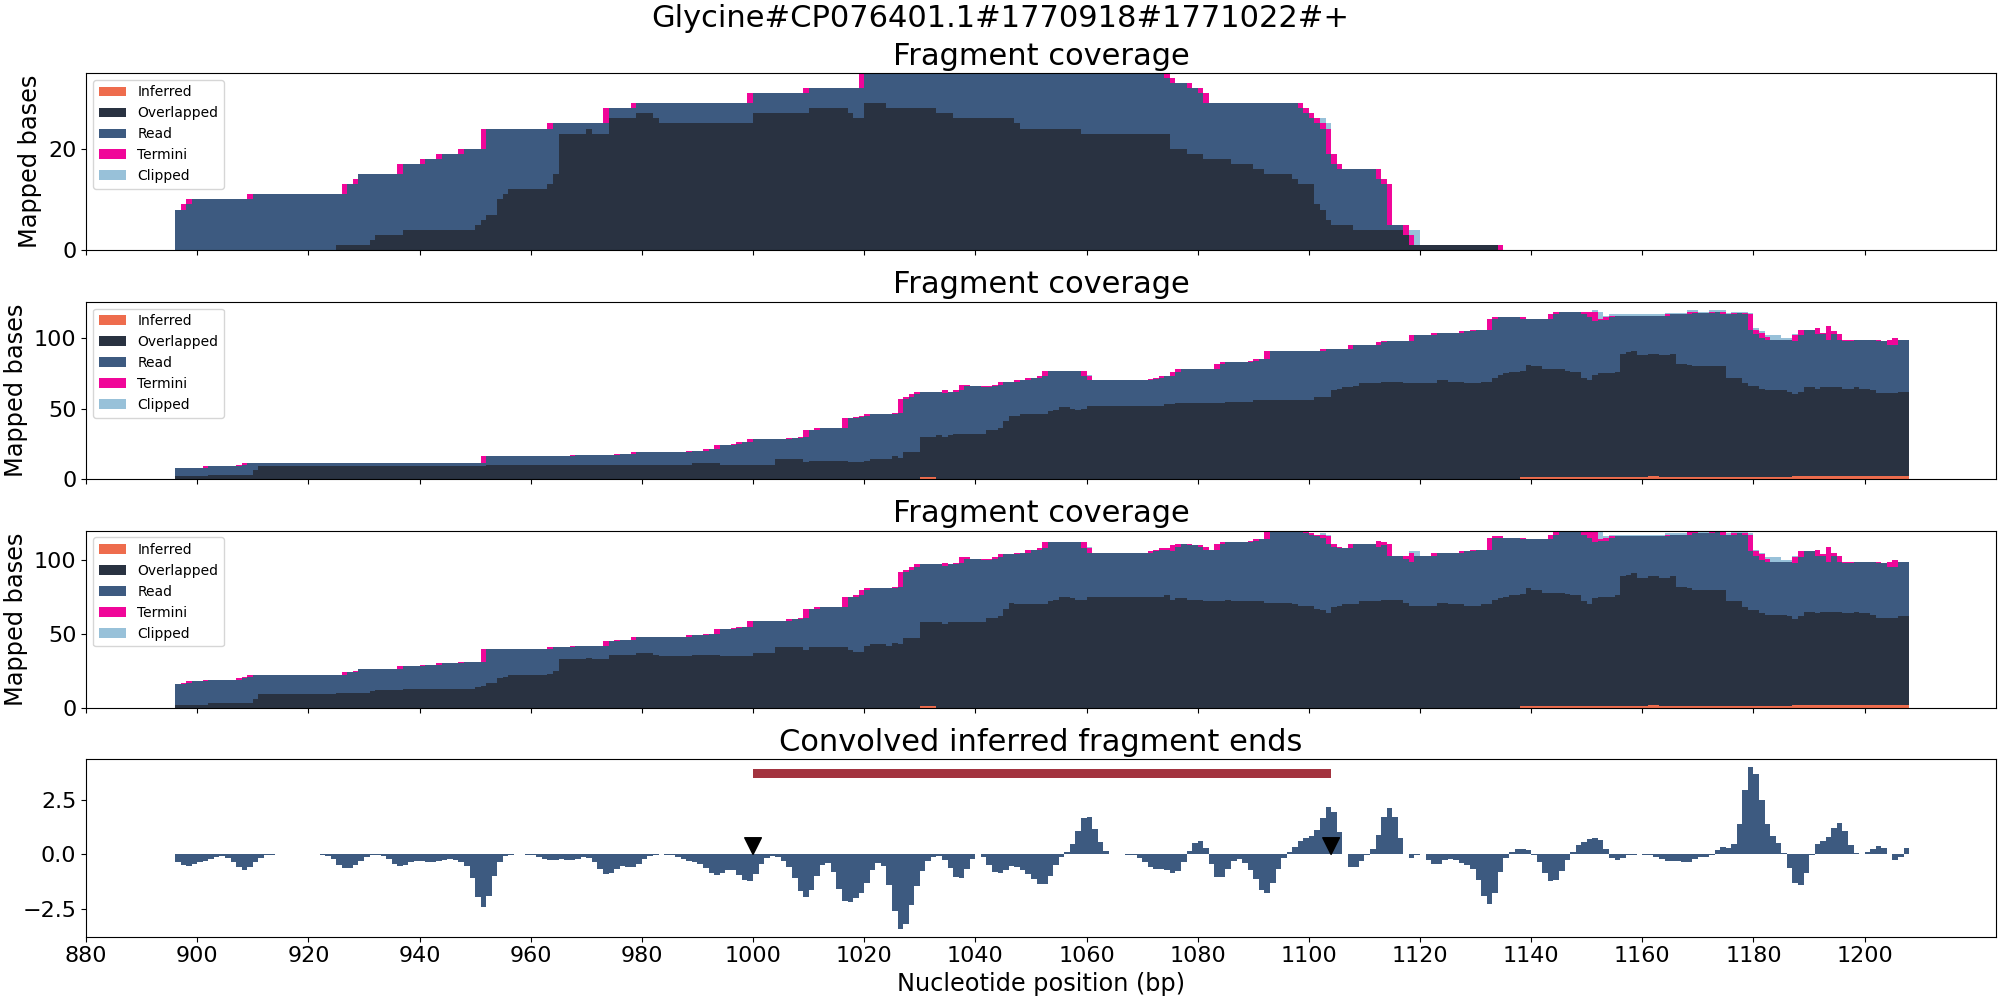 Glycine#CP076401.1#1770918#1771022#+
Fragment coverage
Mapped bases
20
0
Inferred
Overlapped
Read
Termini
Clipped
Fragment coverage
Mapped bases
100
50
0
Inferred
Overlapped
Read
Termini
Clipped
Fragment coverage
Mapped bases
100
50
0
Inferred
Overlapped
Read
Termini
Clipped
Convolved inferred fragment ends
2.5
0.0
−2.5
880 900 920 940 960 980 1000 1020 1040 1060 1080 1100 1120 1140 1160 1180 1200
Nucleotide position (bp)